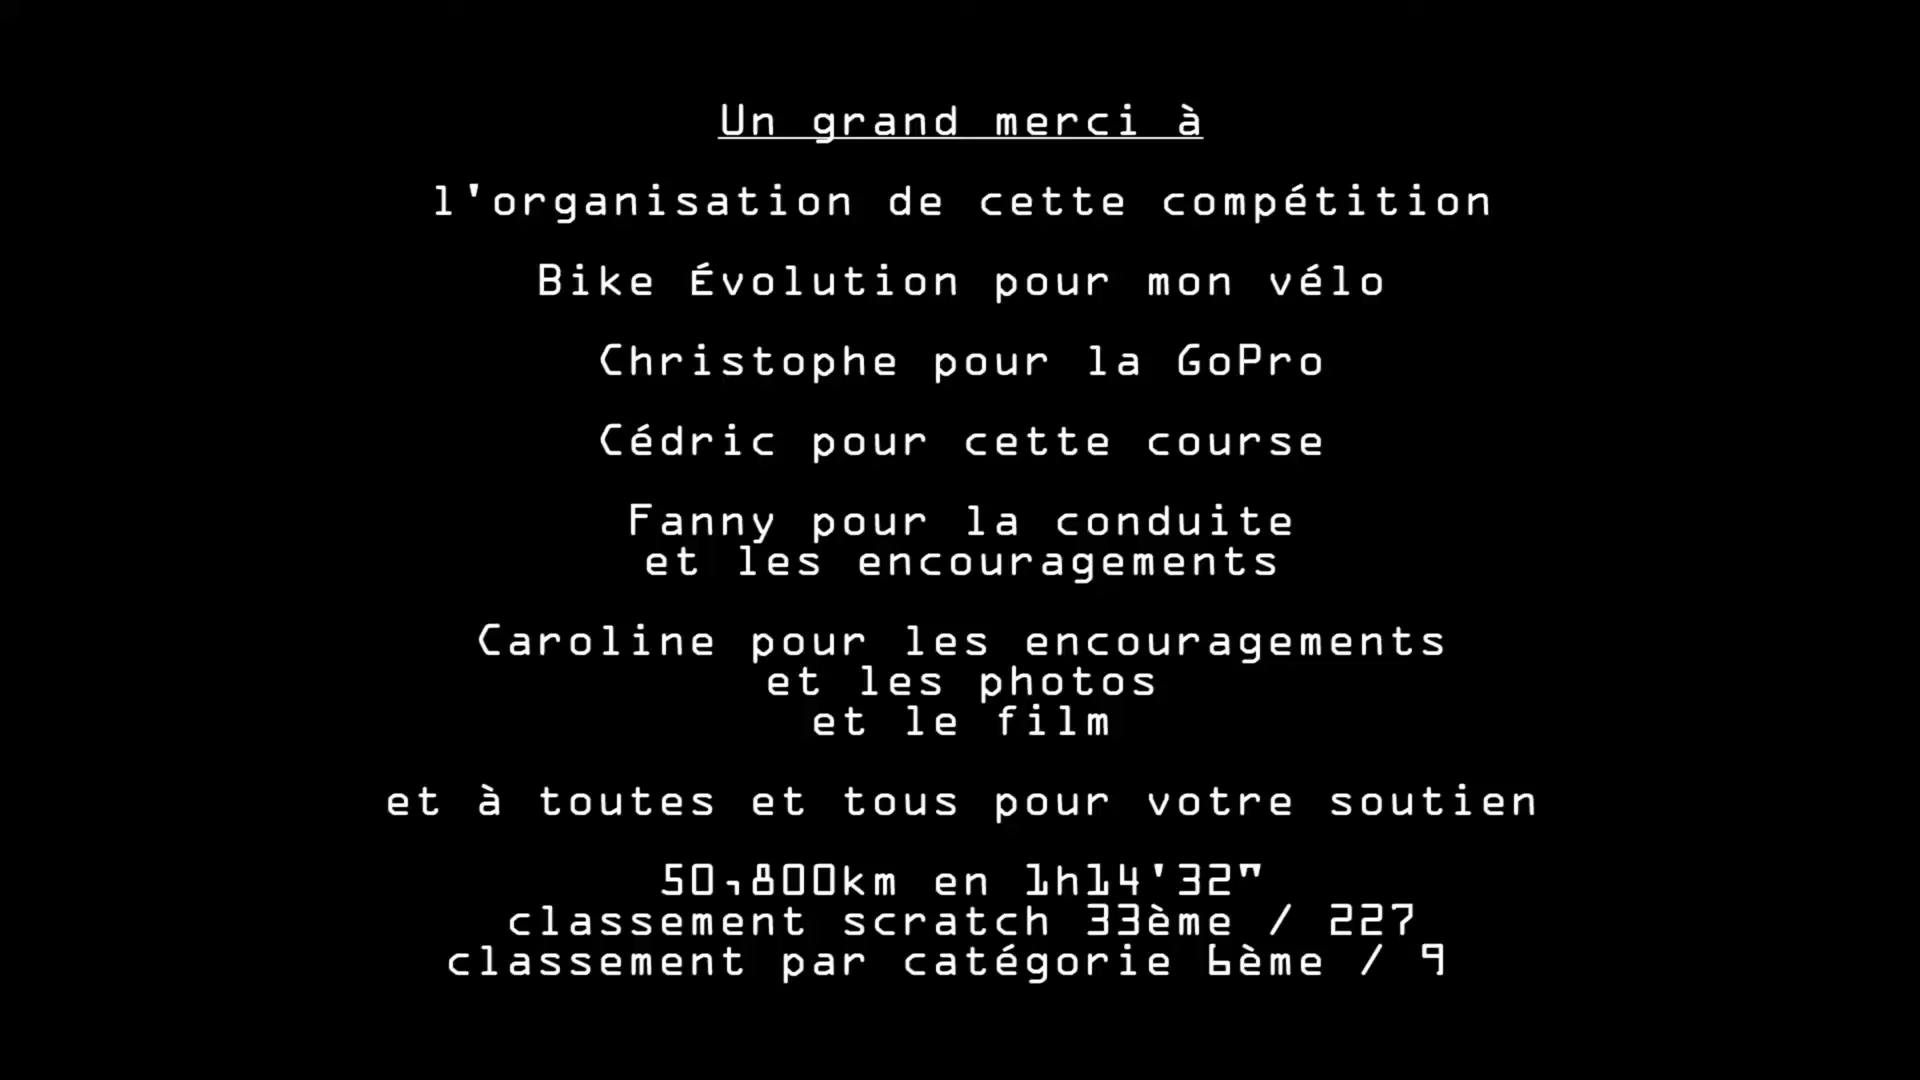 Un grand merci à
l'organisation de cette compétition
Bike Évolution pour mon vélo
Christophe pour la GoPro
Cédric pour cette course
Fanny pour la conduite
et les encouragements
Caroline pour les encouragements
et les photos
et le film
et à toutes et tous pour votre soutien
50,800km en 1h14'32"
classement scratch 33ème / 227
classement par catégorie 6ème / 9